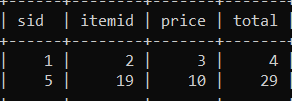 | sid | itemid | price | total |
| 1 | 2 | 3 | 4 |
| 5 | 19 | 10 | 29 |